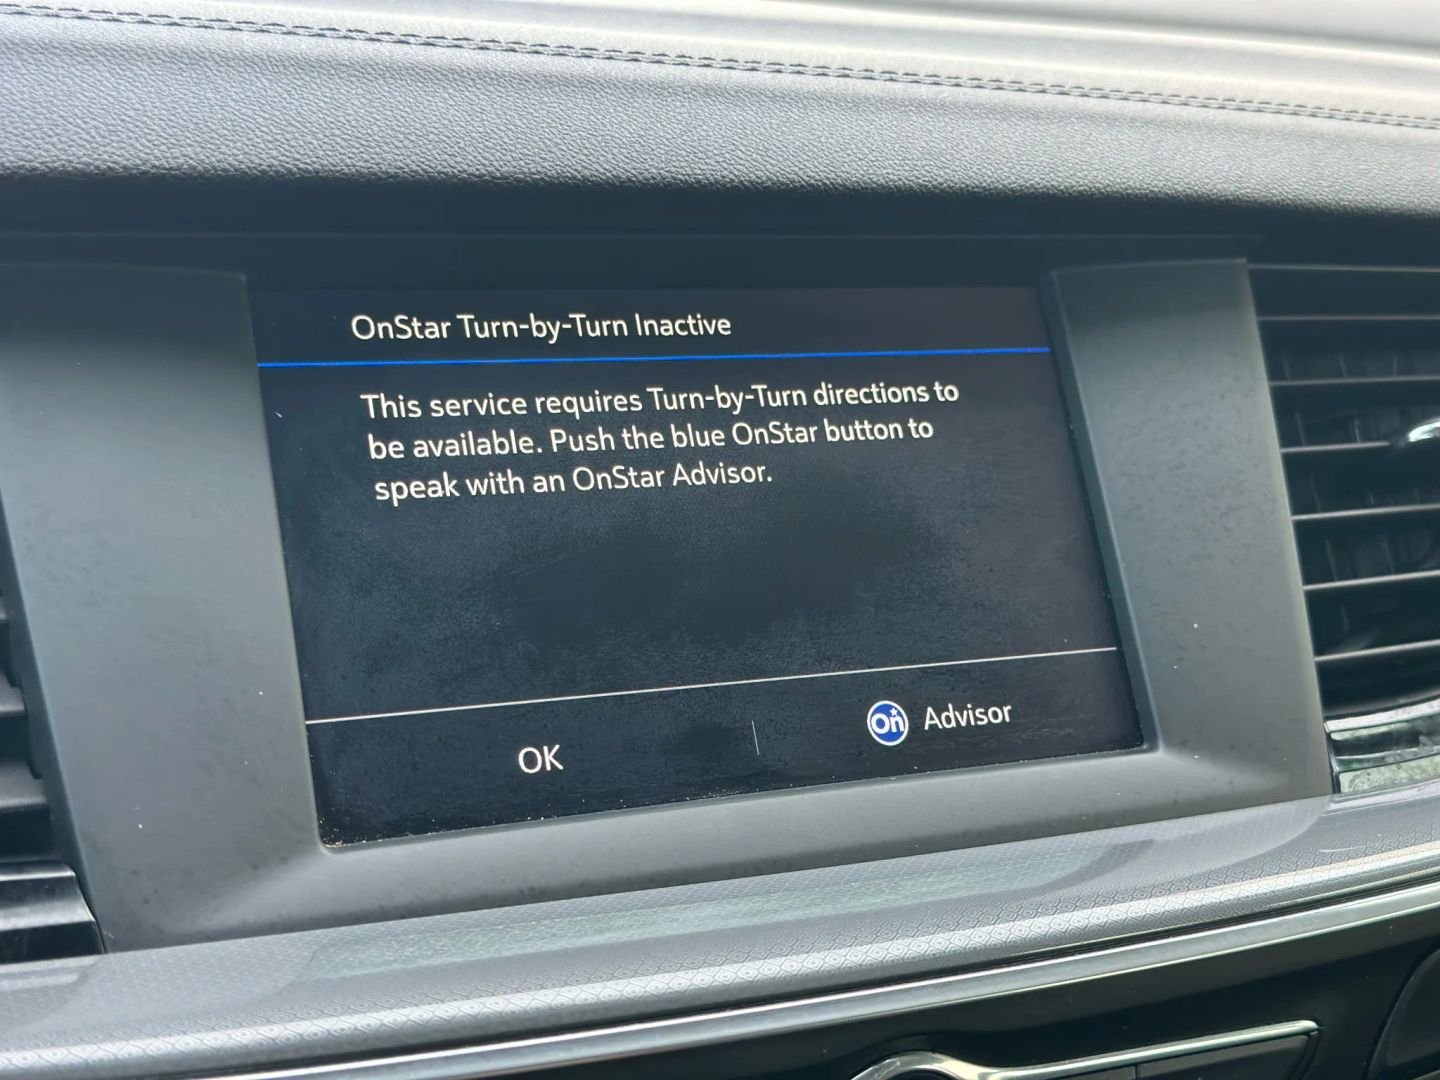 OnStar Turn-by-Turn Inactive
This service requires Turn-by-Turn directions to
be available. Push the blue OnStar button to
speak with an OnStar Advisor.
OK
On Advisor